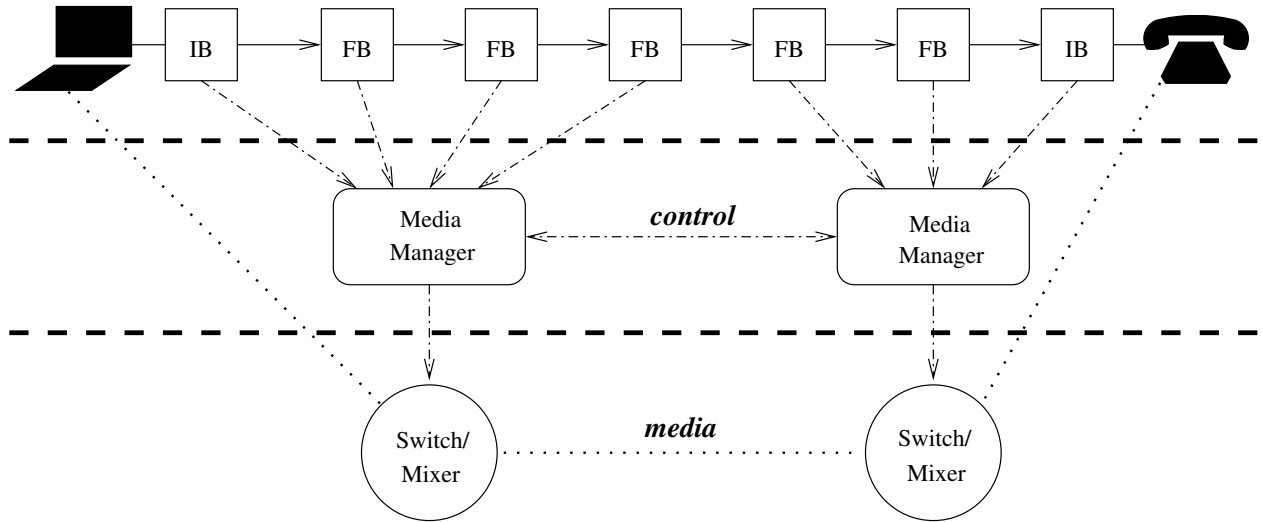 IB
FB
FB
FB
FB
FB
IB
Media
Manager
control
Media
Manager
Switch/
Mixer
media
Switch/
Mixer